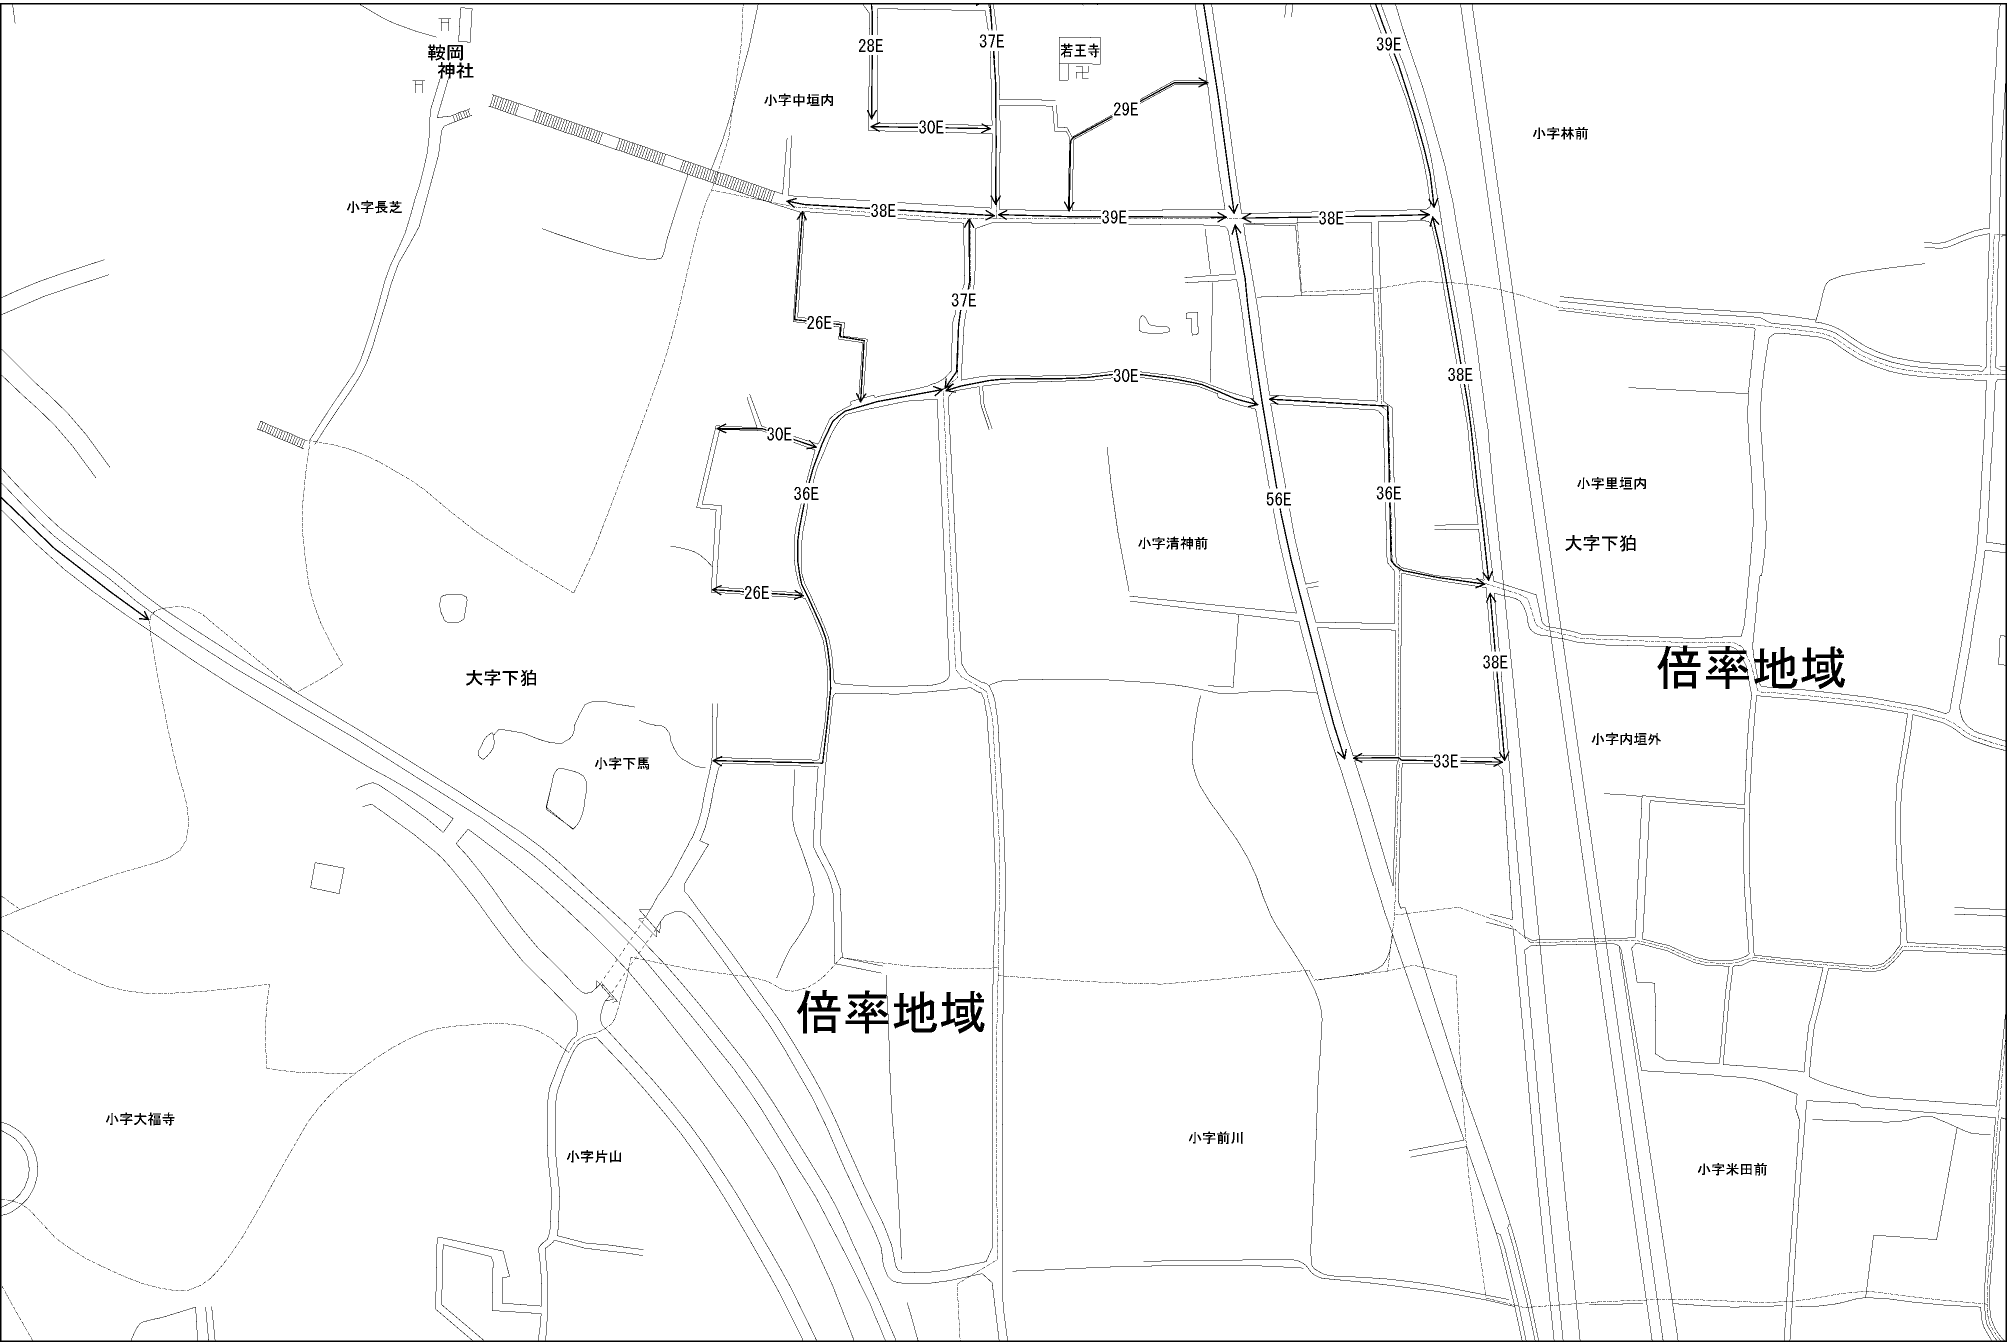 28E
37E
39E
鞍岡
神社
若王寺
小字中垣内
29E
30E
小字林前
小字長芝
38E
39E
38E
37E
26E
30E
38E
30E
小字里垣内
36E
56E
36E
小字清神前
大字下狛
26E
38E
倍率地域
大字下狛
小字内垣外
小字下馬
33E
倍率地域
小字大福寺
小字前川
小字片山
小字米田前